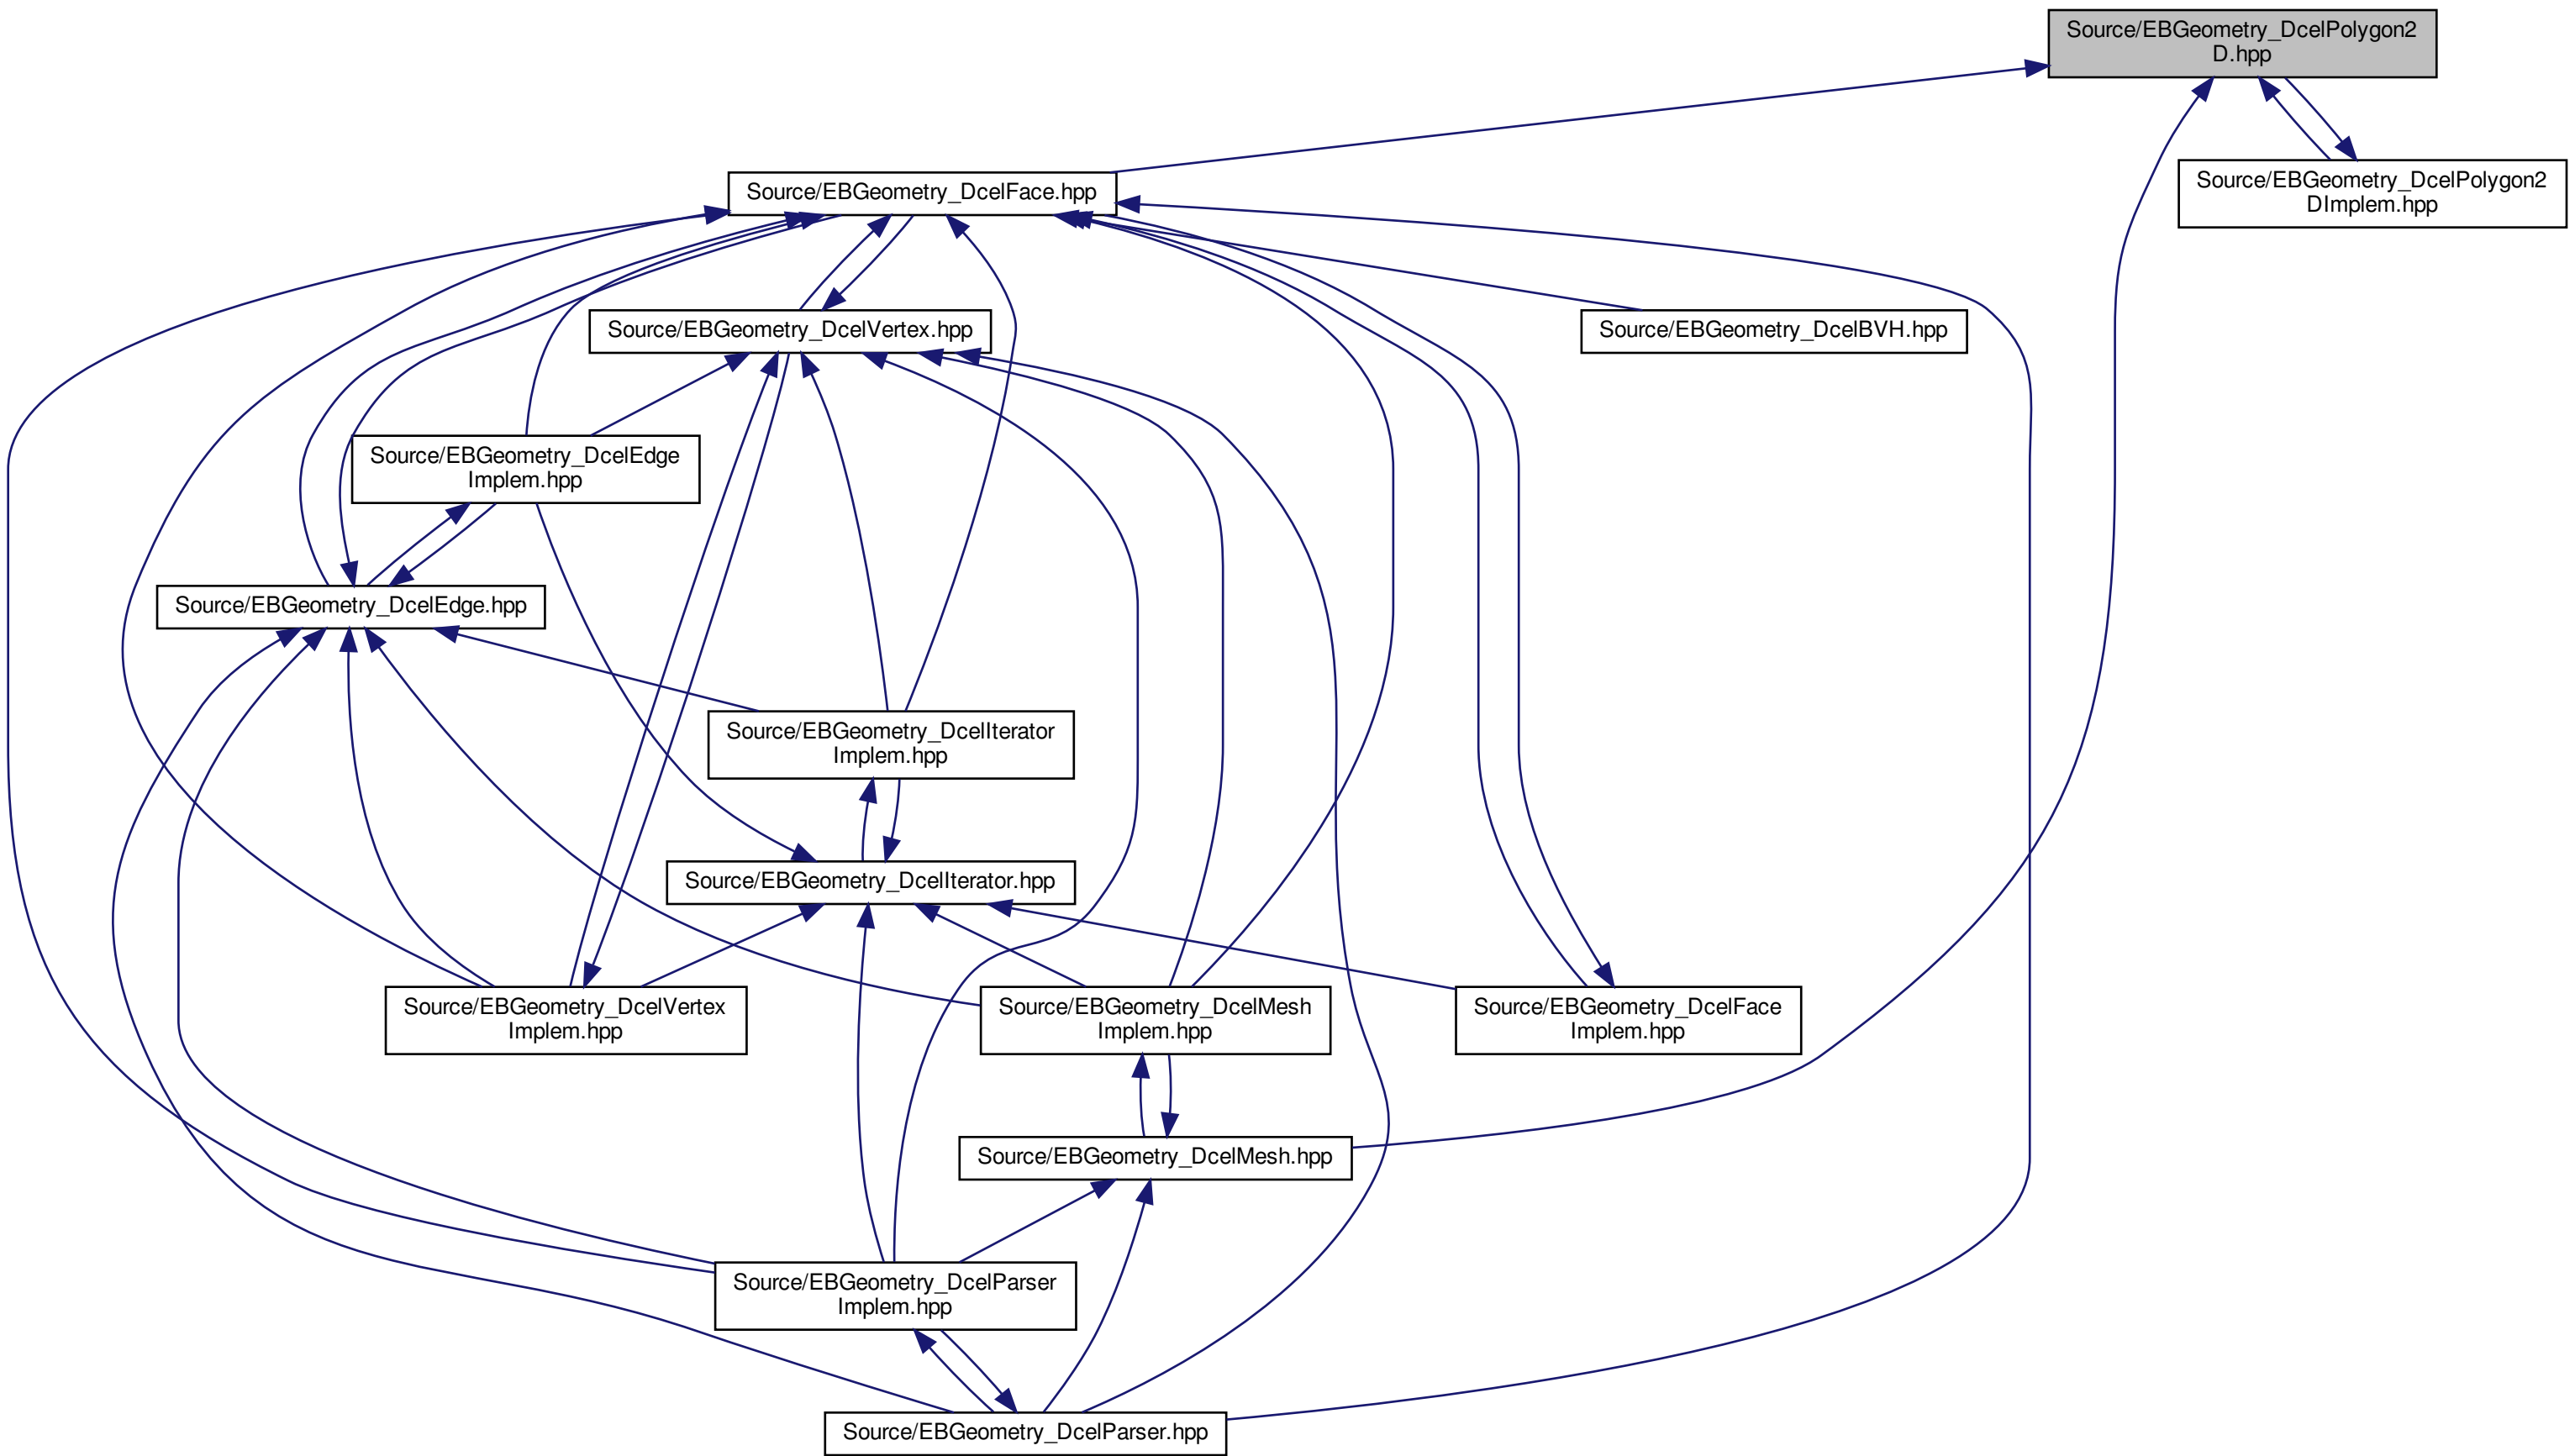 Source/EBGeometry_DcelPolygon2
D.hpp
Source/EBGeometry_DcelFace.hpp
Source/EBGeometry_DcelPolygon2
DImplem.hpp
Source/EBGeometry_DcelVertex.hpp
Source/EBGeometry_DcelBVH.hpp
Source/EBGeometry_DcelEdge
Implem.hpp
Source/EBGeometry_DcelEdge.hpp
Source/EBGeometry_DcelIterator
Implem.hpp
Source/EBGeometry_DcelIterator.hpp
Source/EBGeometry_DcelVertex
Implem.hpp
Source/EBGeometry_DcelMesh
Implem.hpp
Source/EBGeometry_DcelFace
Implem.hpp
Source/EBGeometry_DcelMesh.hpp
Source/EBGeometry_DcelParser
Implem.hpp
Source/EBGeometry_DcelParser.hpp